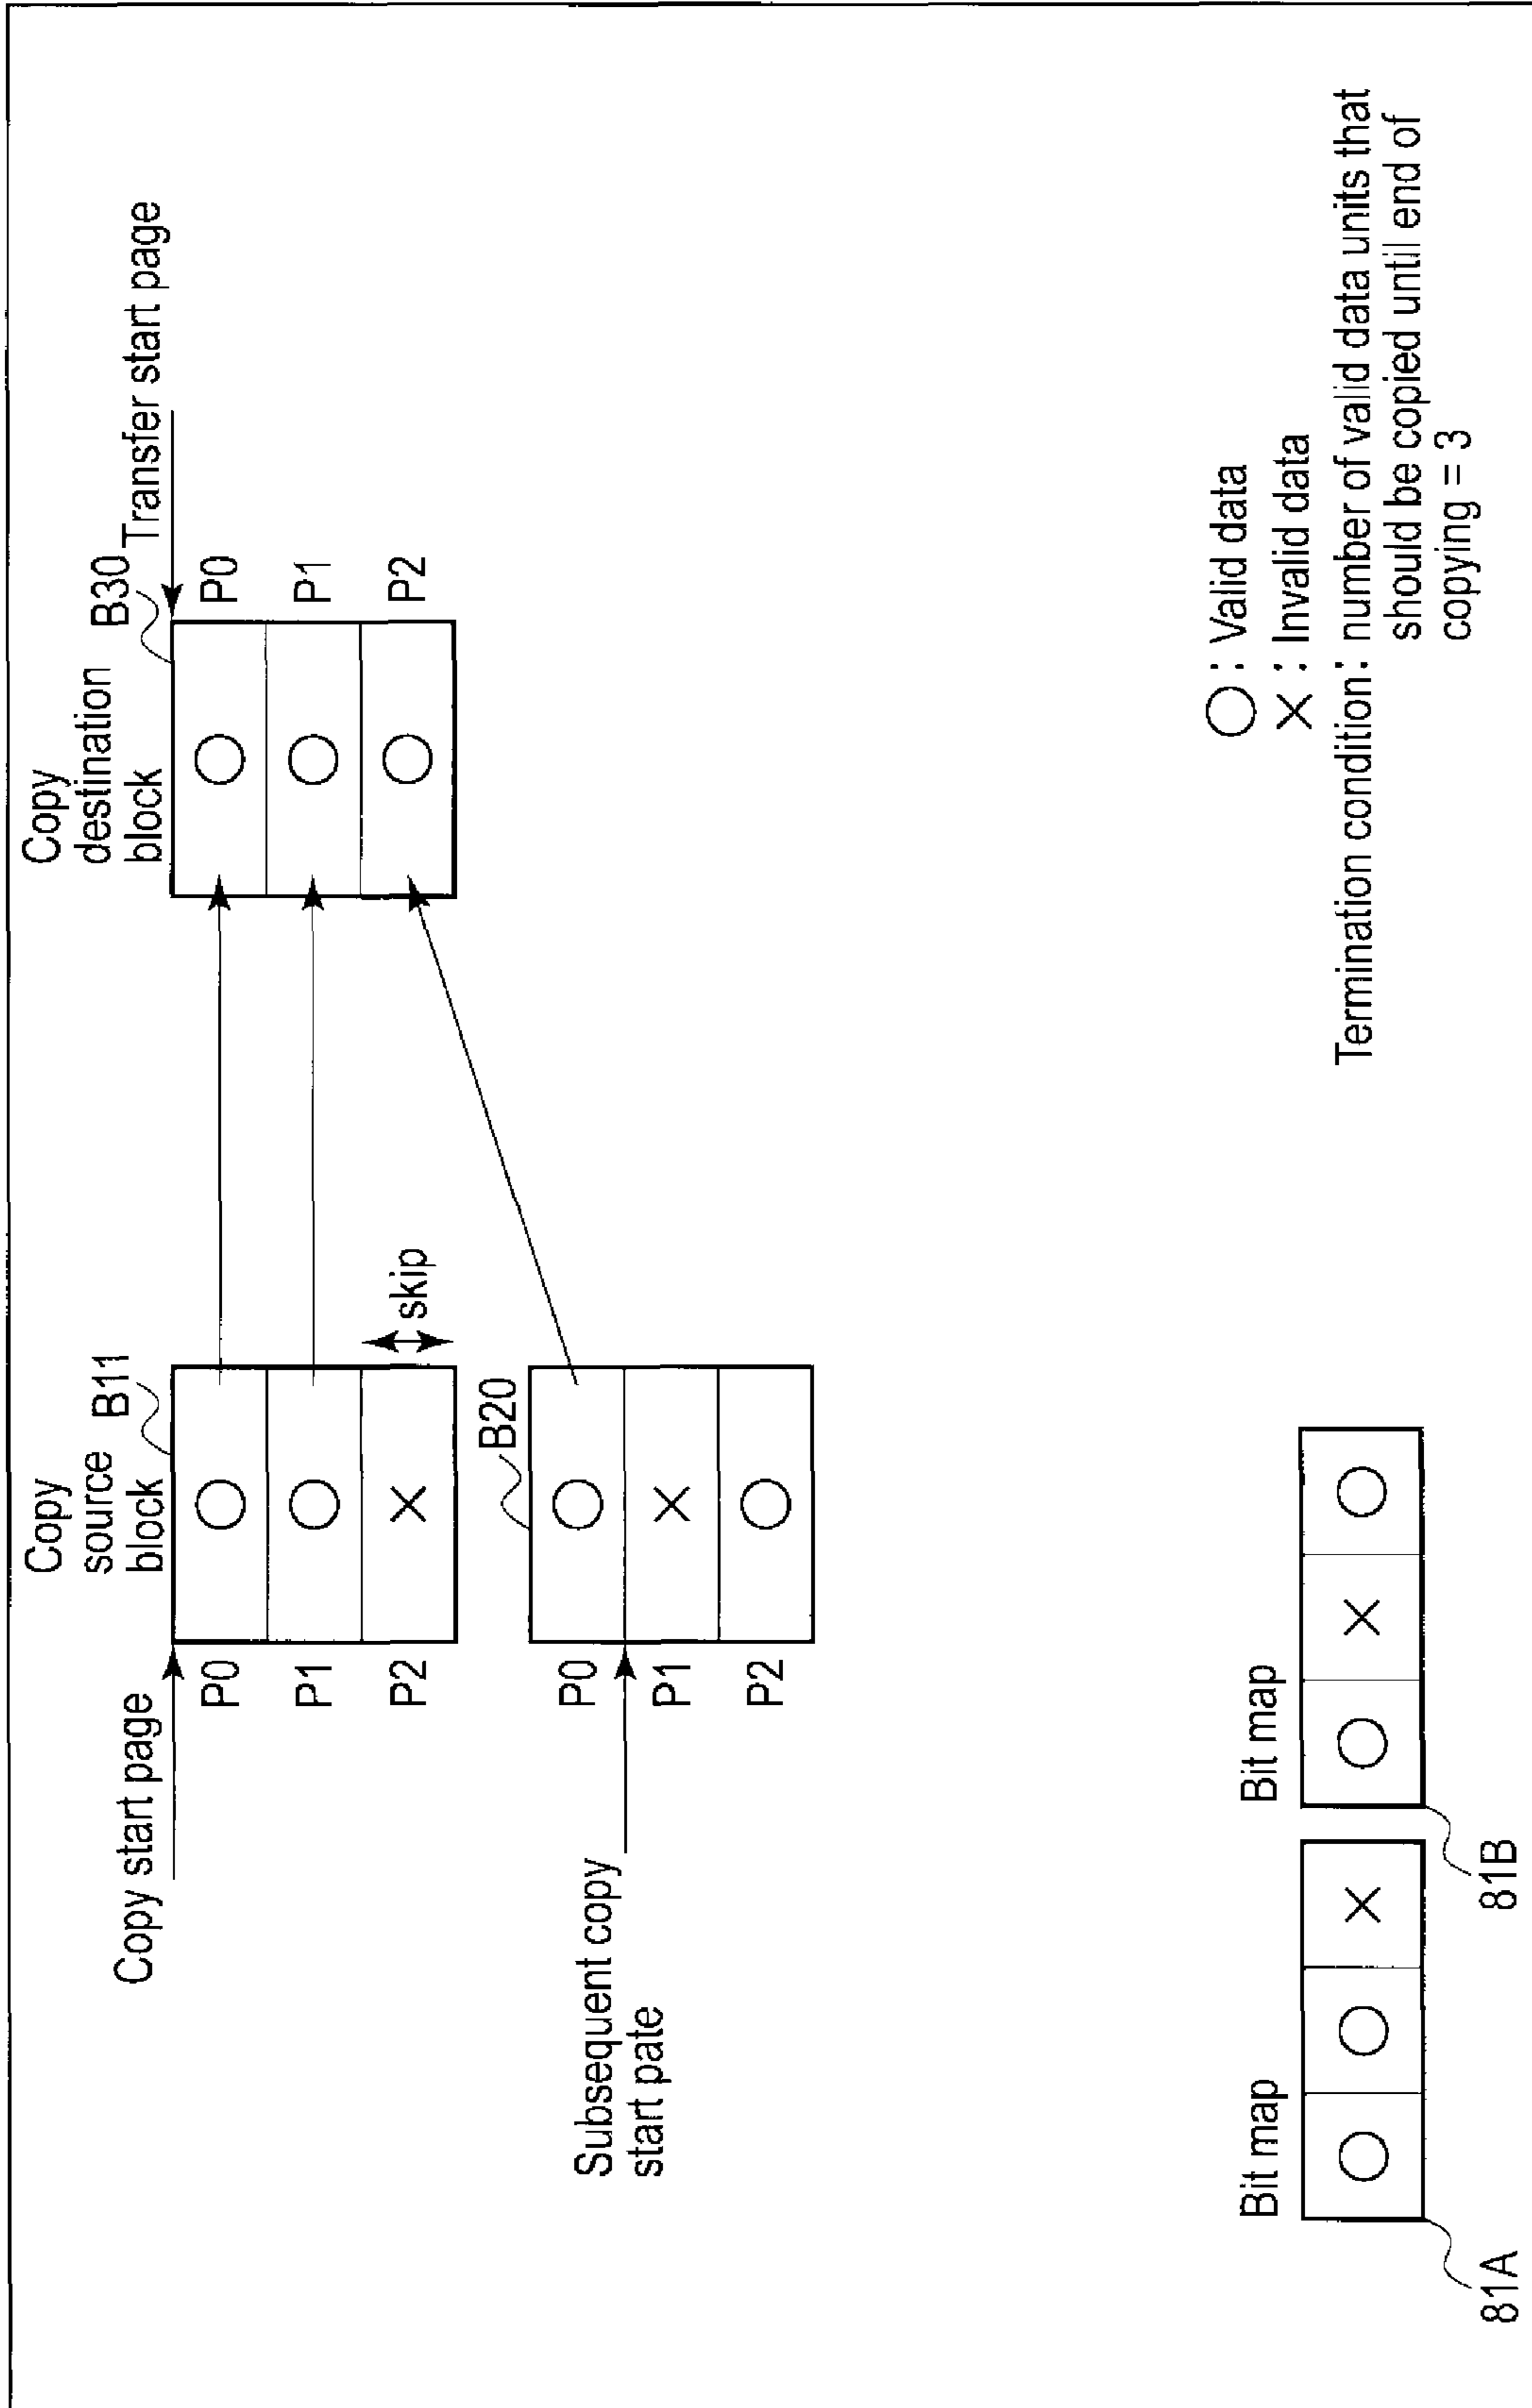 Copy
source
block
B11
Copy start page
P0
P1
P2
skip
B20
Subsequent copy
start pate
P0
P1
P2
Copy
destination
block
B30
Transfer start page
P0
P1
P2
Bit map
81A
Bit map
81B
○ : Valid data
× : Invalid data
Termination condition : number of valid data units that
should be copied until end of
copying = 3